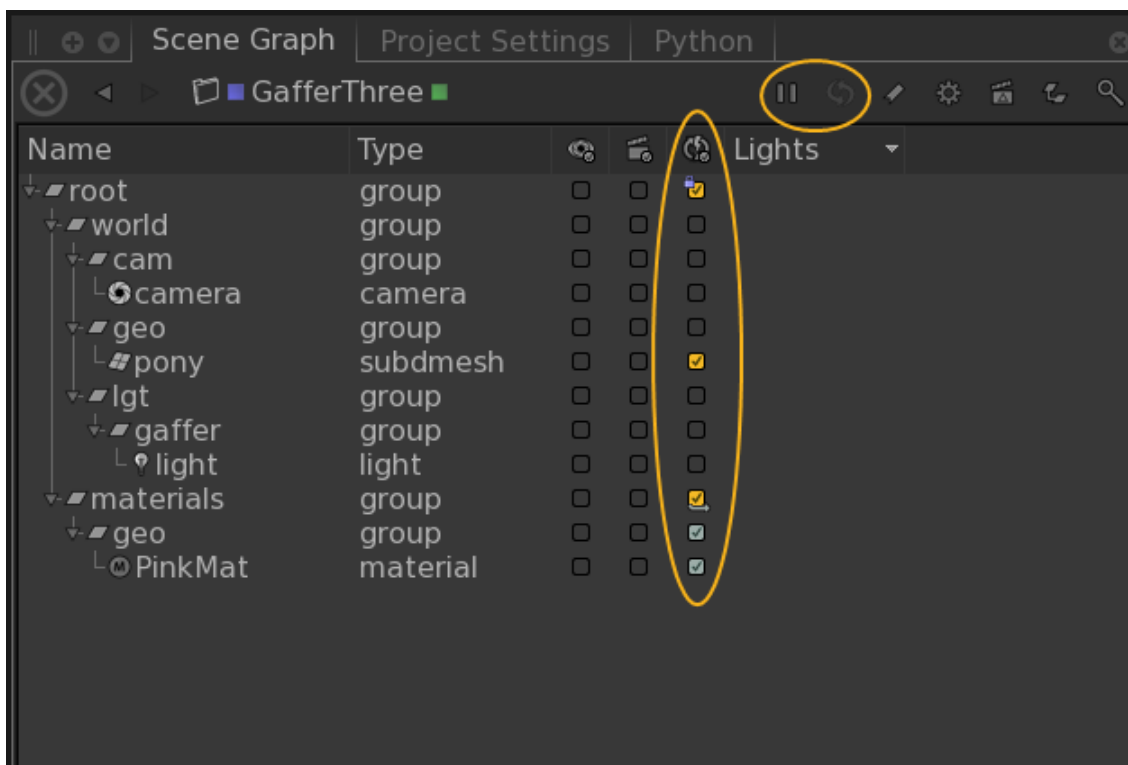 Scene Graph Project Settings Python
GafferThree
Name Type Lights
root group
world group
cam group
camera camera
geo group
pony subdmesh
lgt group
gaffer group
light light
materials group
geo group
PinkMat material